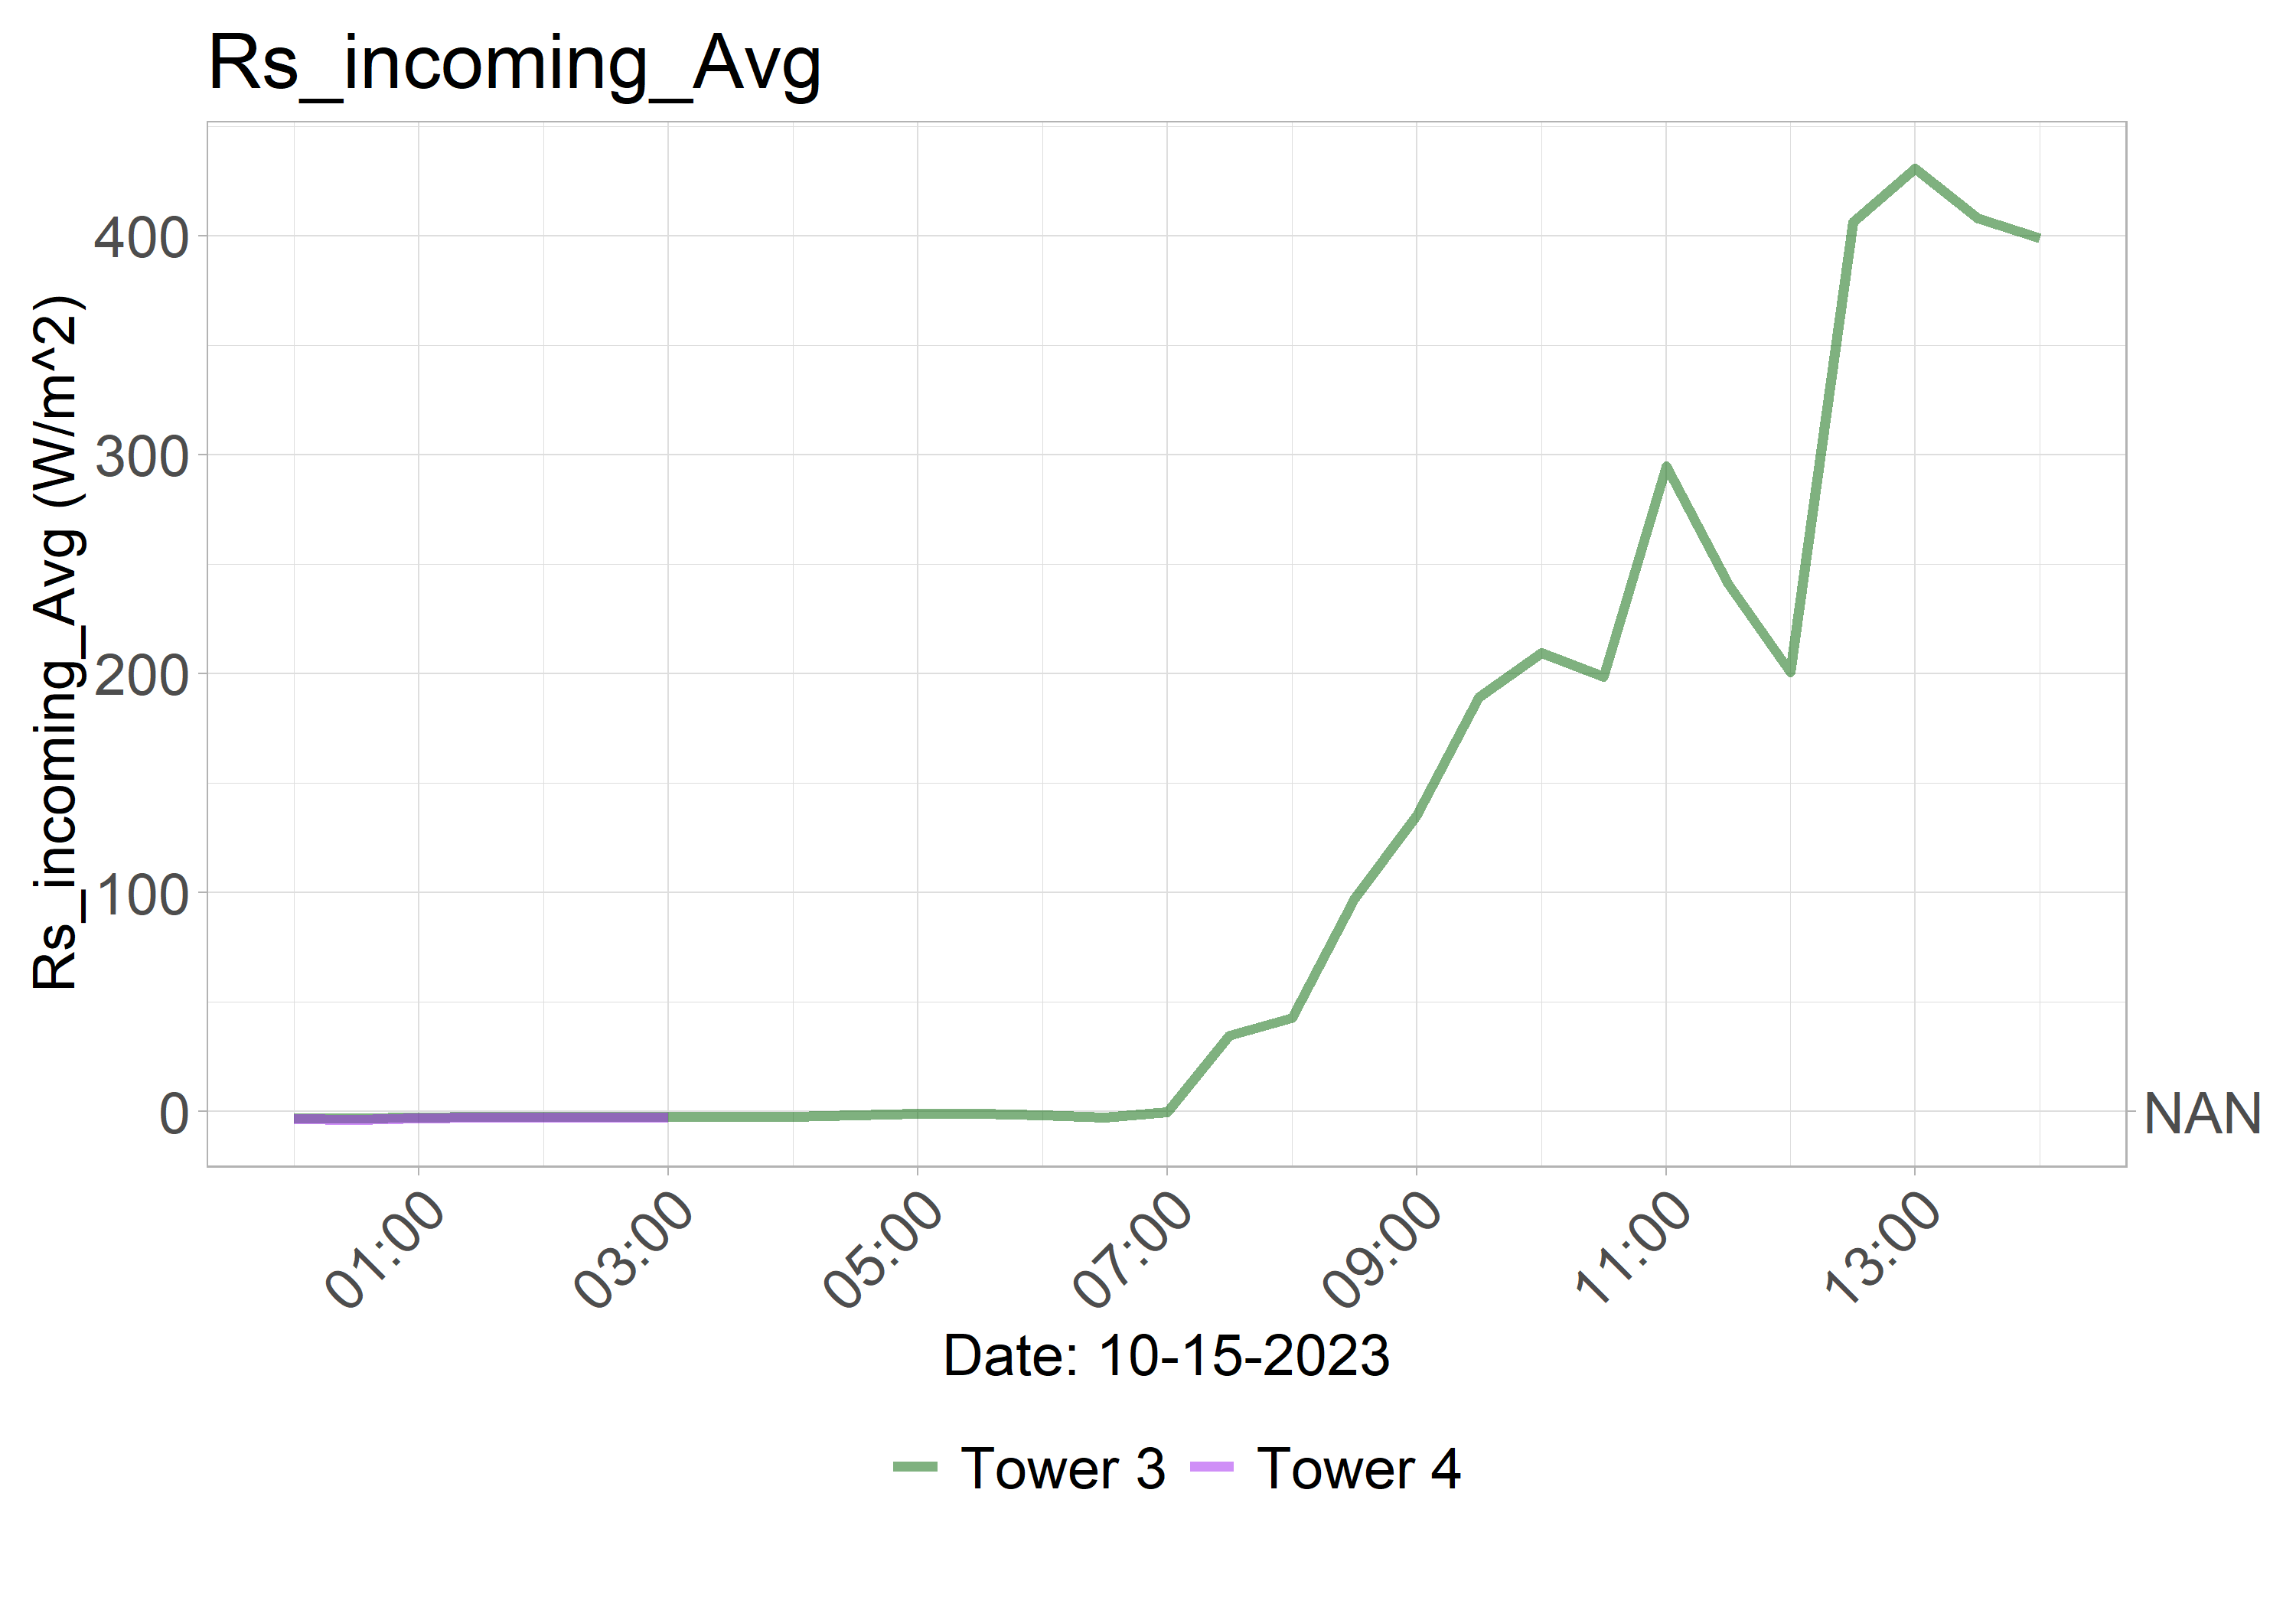 Rs_incoming_Avg
Rs_incoming_Avg (W/m^2)
400
300
200
100
0
NAN
01:00
03:00
05:00
07:00
09:00
11:00
13:00
Date: 10-15-2023
Tower 3
Tower 4